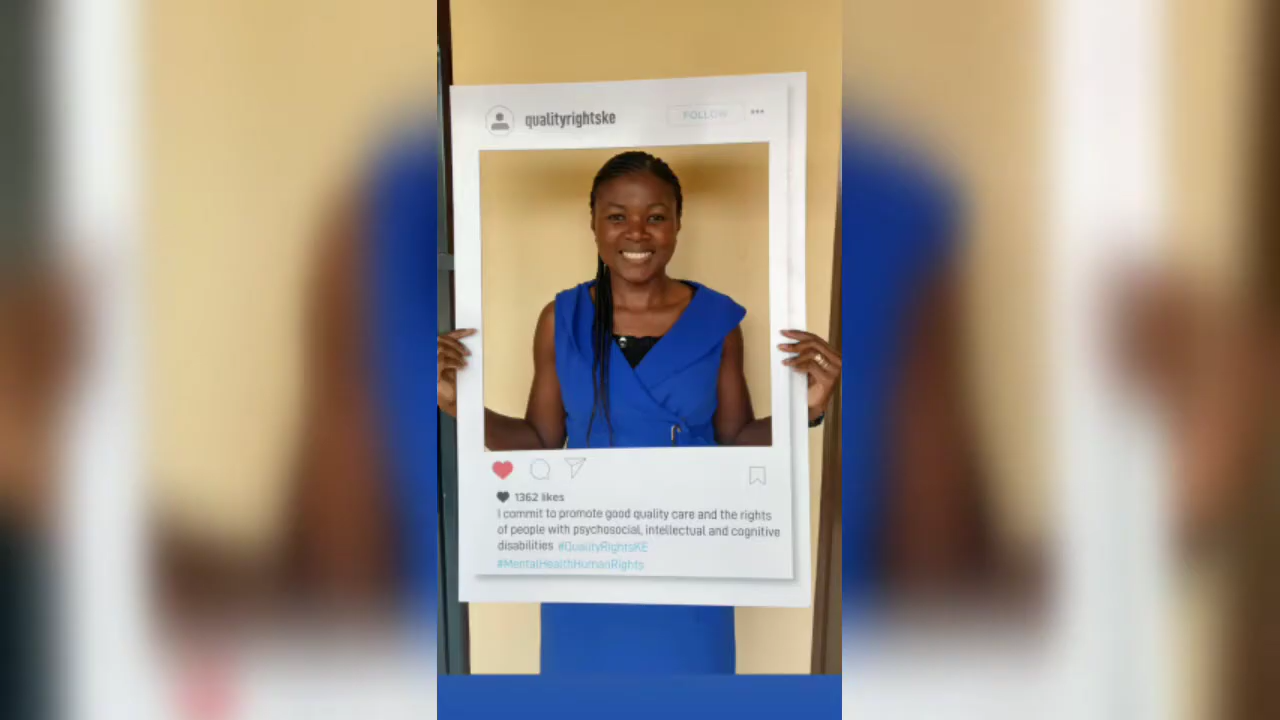 qualityrightske
FOLLOW
1362 likes
I commit to promote good quality care and the rights
of people with psychosocial, intellectual and cognitive
disabilities #QualityRightsKE
#MentalHealthHumanRights